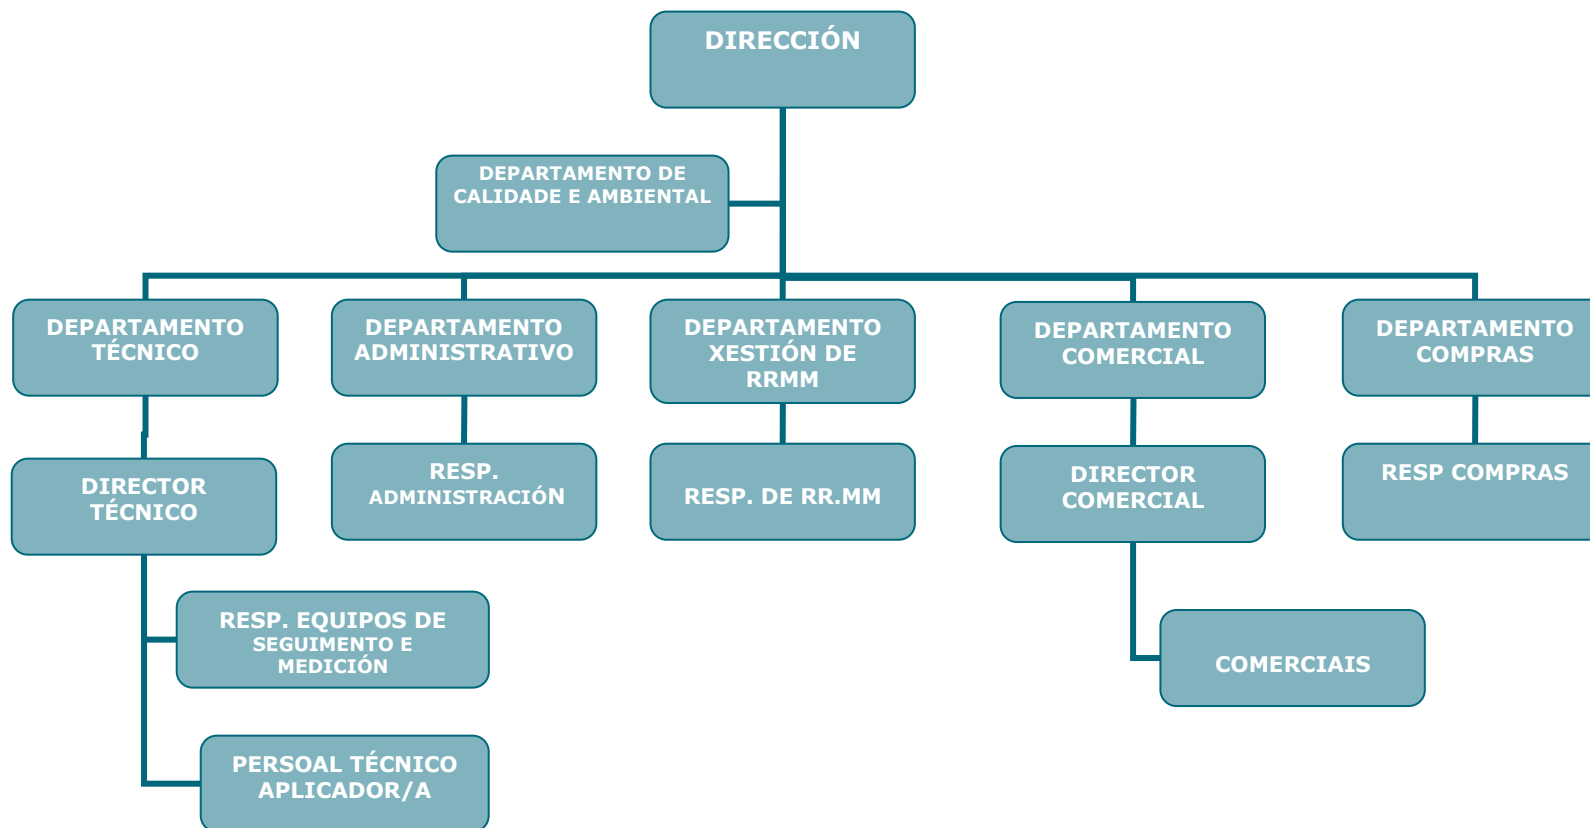 DIRECCIÓN
DEPARTAMENTO DE
CALIDADE E AMBIENTAL
DEPARTAMENTO
TÉCNICO
DEPARTAMENTO
ADMINISTRATIVO
DEPARTAMENTO
XESTIÓN DE
RRMM
DEPARTAMENTO
COMERCIAL
DEPARTAMENTO
COMPRAS
DIRECTOR
TÉCNICO
RESP.
ADMINISTRACIÓN
RESP. DE RR.MM
DIRECTOR
COMERCIAL
RESP COMPRAS
RESP. EQUIPOS DE
SEGUIMENTO E
MEDICIÓN
COMERCIAIS
PERSOAL TÉCNICO
APLICADOR/A